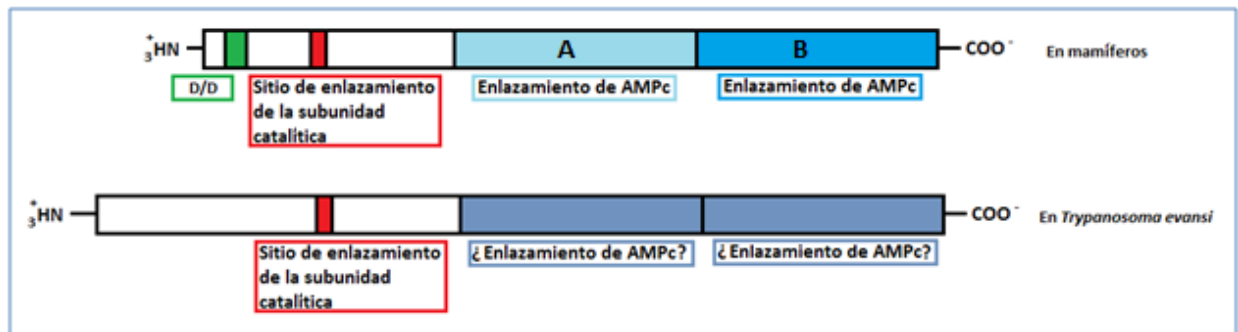 +
3HN
A
B
COO -
En mamíferos
D/D
Sitio de enlazamiento
de la subunidad
catalítica
Enlazamiento de AMPc
Enlazamiento de AMPc
+
3HN
COO -
En Trypanosoma evansi
Sitio de enlazamiento
de la subunidad
catalítica
¿Enlazamiento de AMPc?
¿Enlazamiento de AMPc?